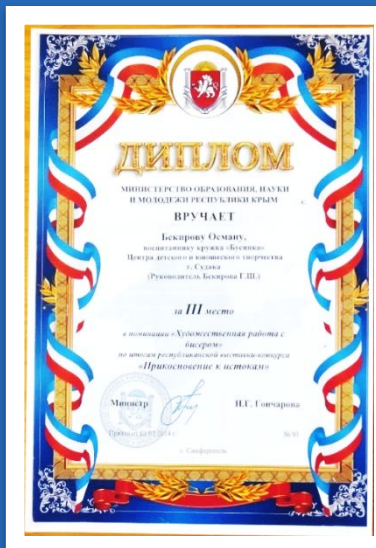 ДИПЛОМ
МИНИСТЕРСТВО ОБРАЗОВАНИЯ, НАУКИ
И МОЛОДЕЖИ РЕСПУБЛИКИ КРЫМ
ВРУЧАЕТ
Бекирову Осману,
воспитаннику кружка «Бусинка»
Центра детского и юношеского творчества
г. Судака
(Руководитель Бекирова Г.Ш.)
за III место
в номинации «Художественная работа с
бисером»
по итогам республиканской выставки-конкурса
«Прикосновение к истокам»
Министр Н.Г. Гончарова
г. Симферополь